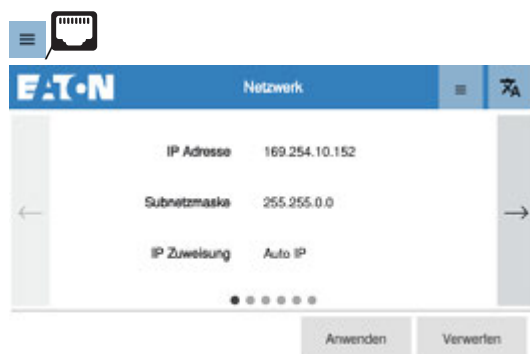 EATON Netzwerk
IP Adresse 169.254.10.152
Subnetzmaske 255.255.0.0
IP Zuweisung Auto IP
Anwenden Verwerfen